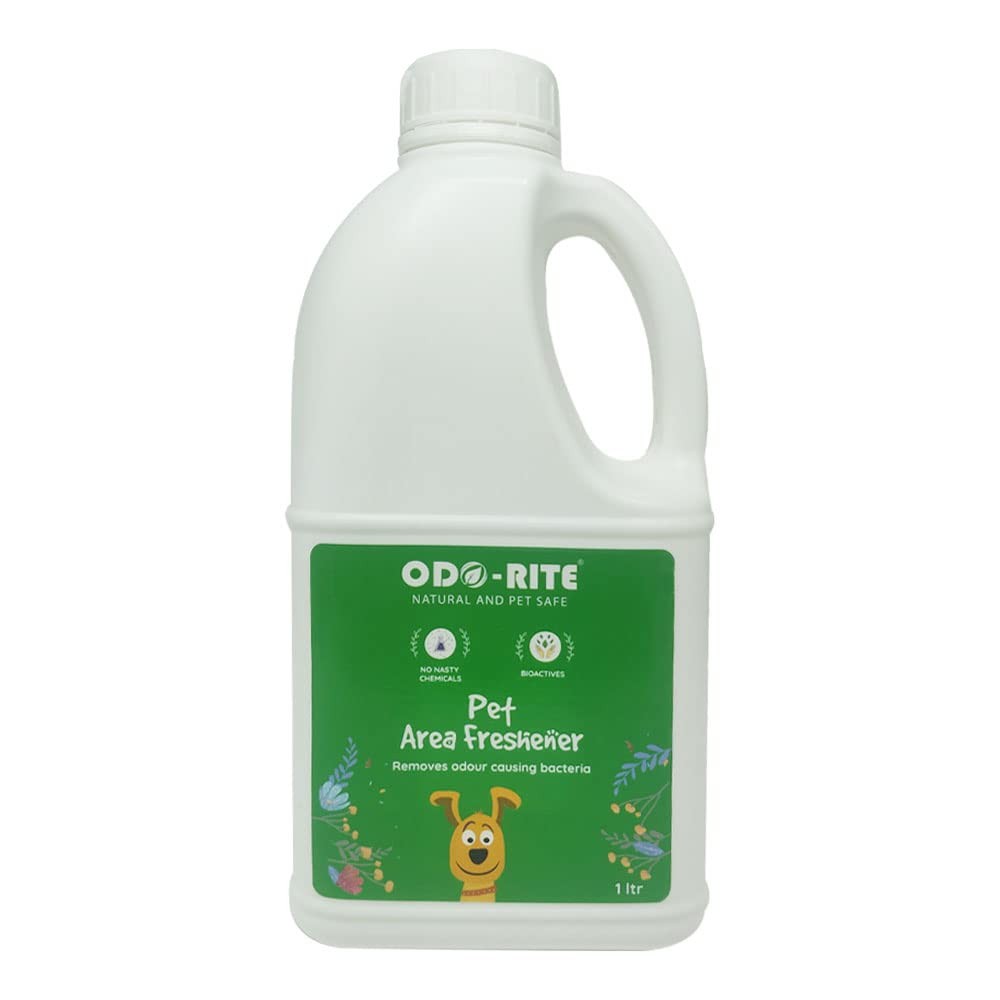 ODO-RITE®
NATURAL AND PET SAFE
NO NASTY
CHEMICALS
BIOACTIVES
Pet
Area Freshener
Removes odour causing bacteria
1 ltr